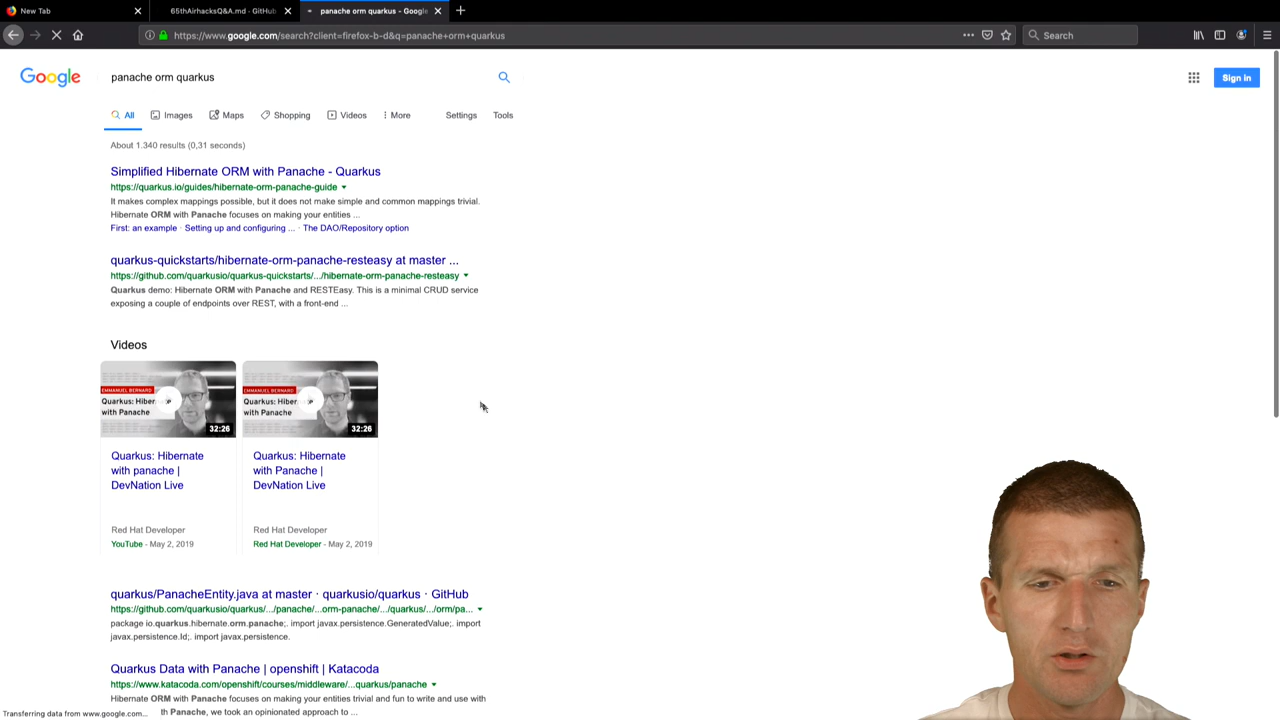 New Tab
65thAirhacksQ&A.md · GitHub
panache orm quarkus - Google
https://www.google.com/search?client=firefox-b-d&q=panache+orm+quarkus
Search
Google
panache orm quarkus
Sign in
All
Images
Maps
Shopping
Videos
More
Settings
Tools
About 1.340 results (0,31 seconds)
Simplified Hibernate ORM with Panache - Quarkus
https://quarkus.io/guides/hibernate-orm-panache-guide
It makes complex mappings possible, but it does not make simple and common mappings trivial.
Hibernate ORM with Panache focuses on making your entities ...
First: an example · Setting up and configuring ... · The DAO/Repository option
quarkus-quickstarts/hibernate-orm-panache-resteasy at master ...
https://github.com/quarkusio/quarkus-quickstarts/.../hibernate-orm-panache-resteasy
Quarkus demo: Hibernate ORM with Panache and RESTEasy. This is a minimal CRUD service
exposing a couple of endpoints over REST, with a front-end ...
Videos
EMMANUEL BERNARD
Quarkus: Hiber
with Panache
32:26
EMMANUEL BERNARD
Quarkus: Hiber
with Panache
32:26
Quarkus: Hibernate
with panache |
DevNation Live
Quarkus: Hibernate
with Panache |
DevNation Live
Red Hat Developer
YouTube - May 2, 2019
Red Hat Developer
Red Hat Developer - May 2, 2019
quarkus/PanacheEntity.java at master · quarkusio/quarkus · GitHub
https://github.com/quarkusio/quarkus/.../panache/...orm-panache/.../quarkus/.../orm/pa...
package io.quarkus.hibernate.orm.panache;. import javax.persistence.GeneratedValue;. import
javax.persistence.Id;. import javax.persistence.
Quarkus Data with Panache | openshift | Katacoda
https://www.katacoda.com/openshift/courses/middleware/...quarkus/panache
Hibernate ORM with Panache focuses on making your entities trivial and fun to write and use with
th Panache, we took an opinionated approach to ...
Transferring data from www.google.com...